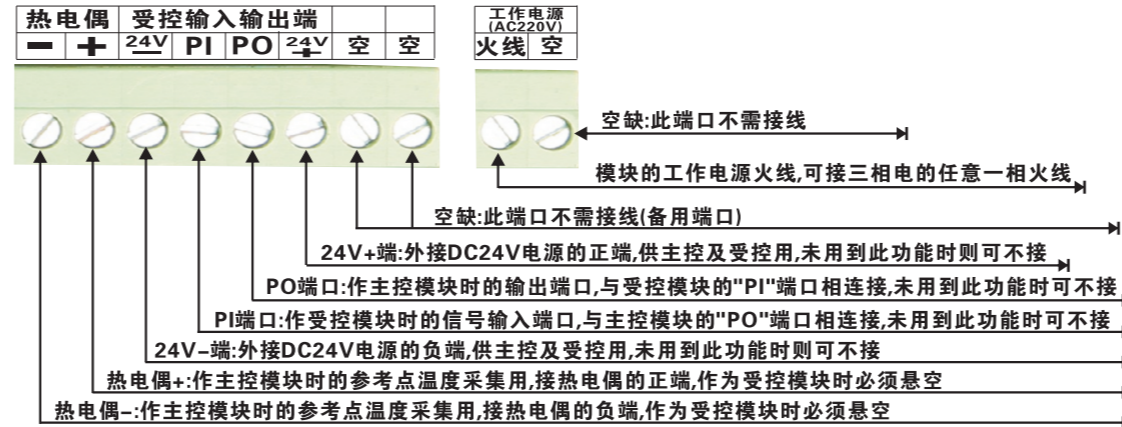 热电偶 受控输入输出端
− + 24V− PI PO 24V+ 空 空
工作电源
(AC220V)
火线 空
空缺:此端口不需接线
模块的工作电源火线,可接三相电的任意一相火线
空缺:此端口不需接线(备用端口)
24V+端:外接DC24V电源的正端,供主控及受控用,未用到此功能时则可不接
PO端口:作主控模块时的输出端口,与受控模块的"PI"端口相连接,未用到此功能时可不接
PI端口:作受控模块时的信号输入端口,与主控模块的"PO"端口相连接,未用到此功能时可不接
24V−端:外接DC24V电源的负端,供主控及受控用,未用到此功能时则可不接
热电偶+:作主控模块时的参考点温度采集用,接热电偶的正端,作为受控模块时必须悬空
热电偶−:作主控模块时的参考点温度采集用,接热电偶的负端,作为受控模块时必须悬空